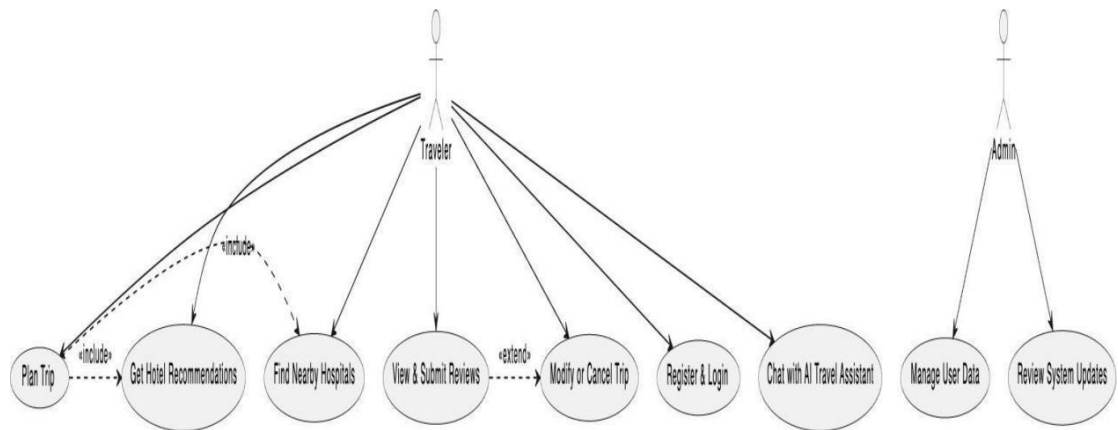 Traveler
Admin
«include»
«include»
«extend»
Plan Trip
Get Hotel Recommendations
Find Nearby Hospitals
View & Submit Reviews
Modify or Cancel Trip
Register & Login
Chat with AI Travel Assistant
Manage User Data
Review System Updates